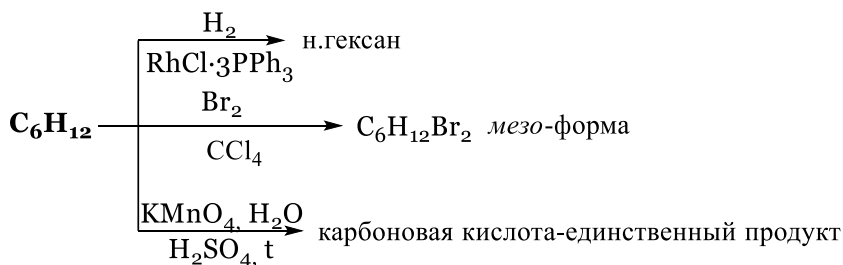 H₂
RhCl·3PPh₃
н.гексан
Br₂
C₆H₁₂
CCl₄
C₆H₁₂Br₂ мезо-форма
KMnO₄, H₂O
H₂SO₄, t
карбоновая кислота-единственный продукт